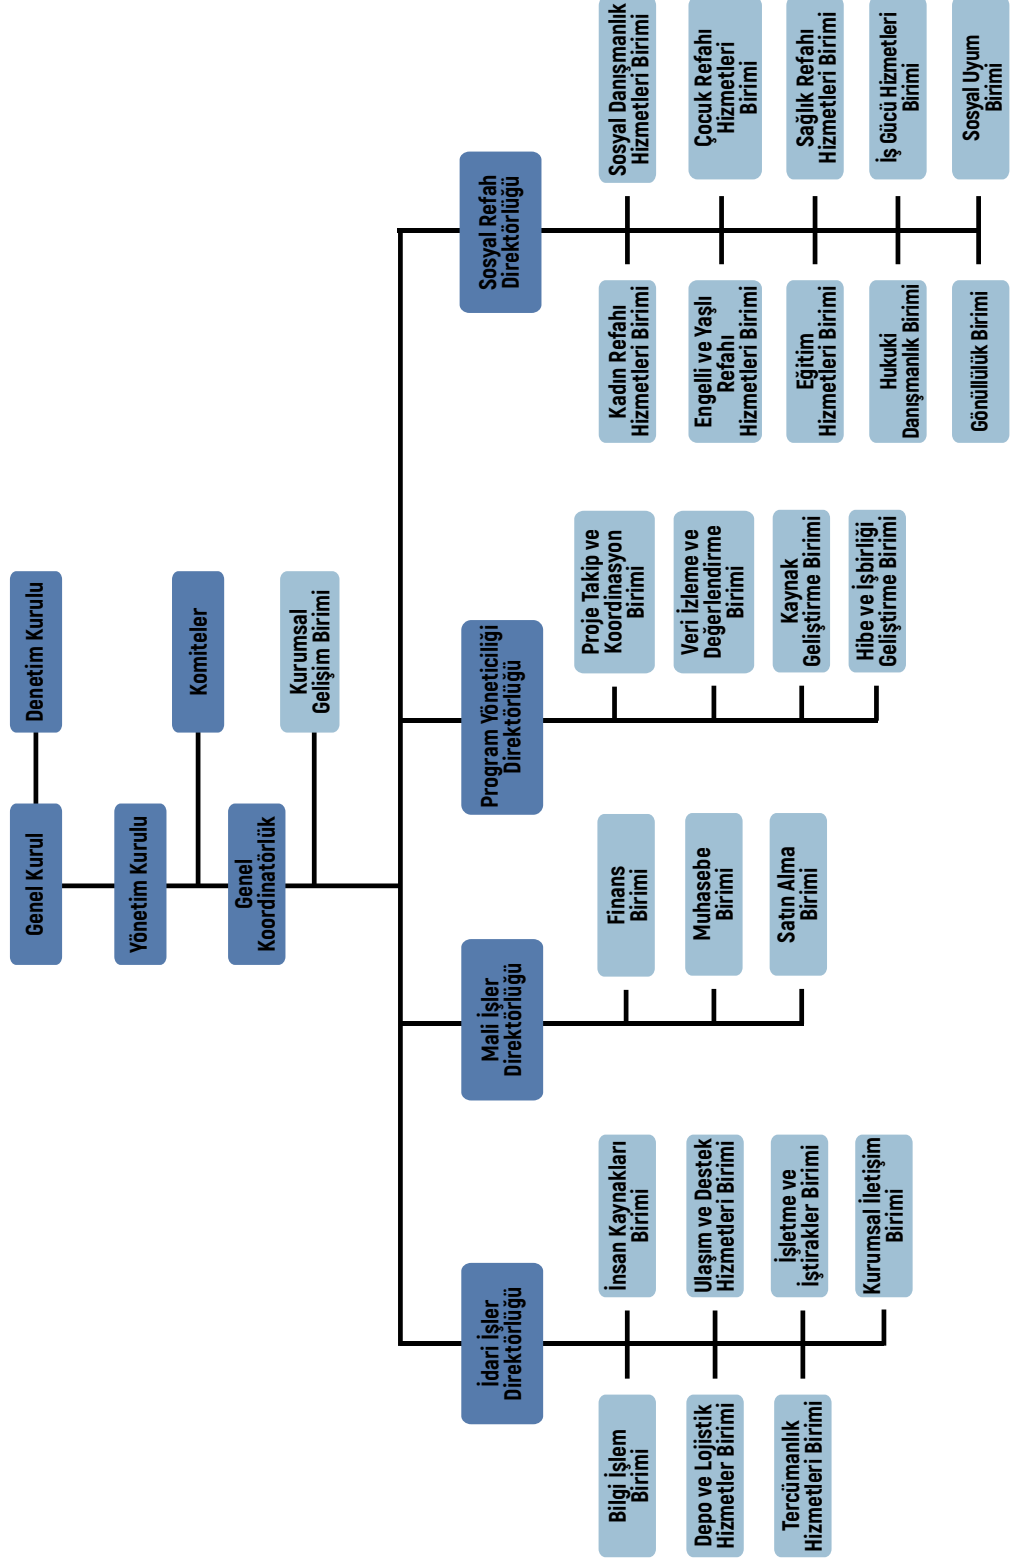 Genel Kurul
Denetim Kurulu
Yönetim Kurulu
Komiteler
Genel
Koordinatörlük
Kurumsal
Gelişim Birimi
İdari İşler
Direktörlüğü
Mali İşler
Direktörlüğü
Program Yöneticiliği
Direktörlüğü
Sosyal Refah
Direktörlüğü
Bilgi İşlem
Birimi
İnsan Kaynakları
Birimi
Depo ve Lojistik
Hizmetler Birimi
Ulaşım ve Destek
Hizmetleri Birimi
Tercümanlık
Hizmetleri Birimi
İşletme ve
İştirakler Birimi
Kurumsal İletişim
Birimi
Finans
Birimi
Muhasebe
Birimi
Satın Alma
Birimi
Proje Takip ve
Koordinasyon
Birimi
Veri İzleme ve
Değerlendirme
Birimi
Kaynak
Geliştirme Birimi
Hibe ve İşbirliği
Geliştirme Birimi
Kadın Refahı
Hizmetleri Birimi
Sosyal Danışmanlık
Hizmetleri Birimi
Engelli ve Yaşlı
Refahı
Hizmetleri Birimi
Çocuk Refahı
Hizmetleri
Birimi
Eğitim
Hizmetleri Birimi
Sağlık Refahı
Hizmetleri Birimi
Hukuki
Danışmanlık Birimi
İş Gücü Hizmetleri
Birimi
Gönüllülük Birimi
Sosyal Uyum
Birimi